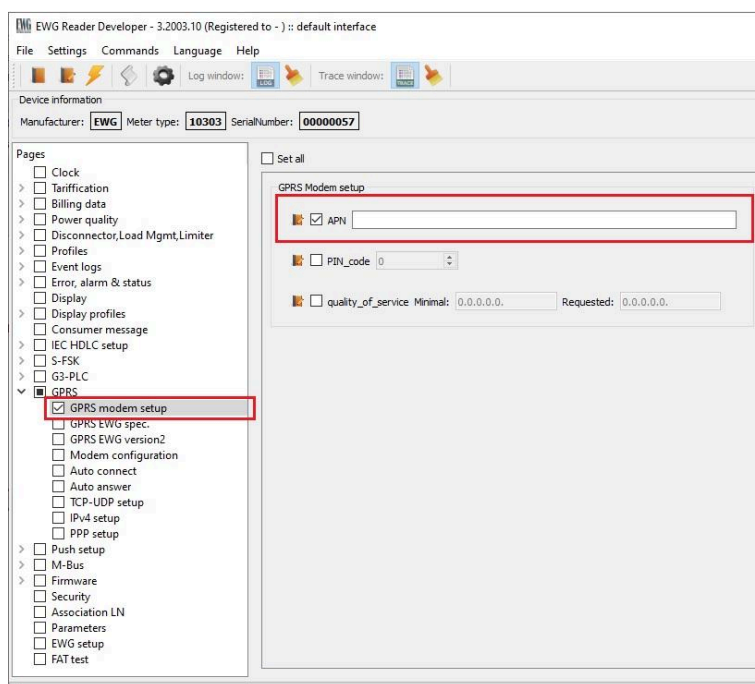 EWG Reader Developer - 3.2003.10 (Registered to - ) :: default interface
File Settings Commands Language Help
Log window: LOG Trace window: TRACE
Device information
Manufacturer: EWG Meter type: 10303 SerialNumber: 00000057
Pages
Clock
Tariffication
Billing data
Power quality
Disconnector,Load Mgmt,Limiter
Profiles
Event logs
Error, alarm & status
Display
Display profiles
Consumer message
IEC HDLC setup
S-FSK
G3-PLC
GPRS
GPRS modem setup
GPRS EWG spec.
GPRS EWG version2
Modem configuration
Auto connect
Auto answer
TCP-UDP setup
IPv4 setup
PPP setup
Push setup
M-Bus
Firmware
Security
Association LN
Parameters
EWG setup
FAT test
Set all
GPRS Modem setup
APN
PIN_code 0
quality_of_service Minimal: 0.0.0.0.0. Requested: 0.0.0.0.0.